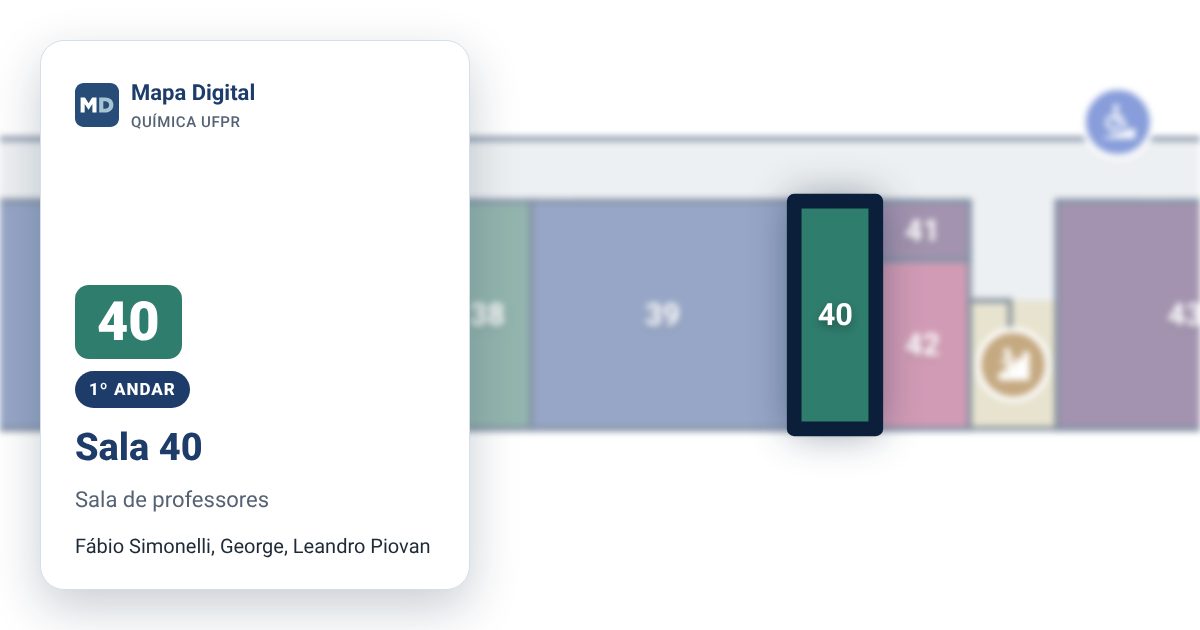 MD
Mapa Digital
QUÍMICA UFPR
40
1º ANDAR
Sala 40
Sala de professores
Fábio Simonelli, George, Leandro Piovan
38
39
40
41
42
43